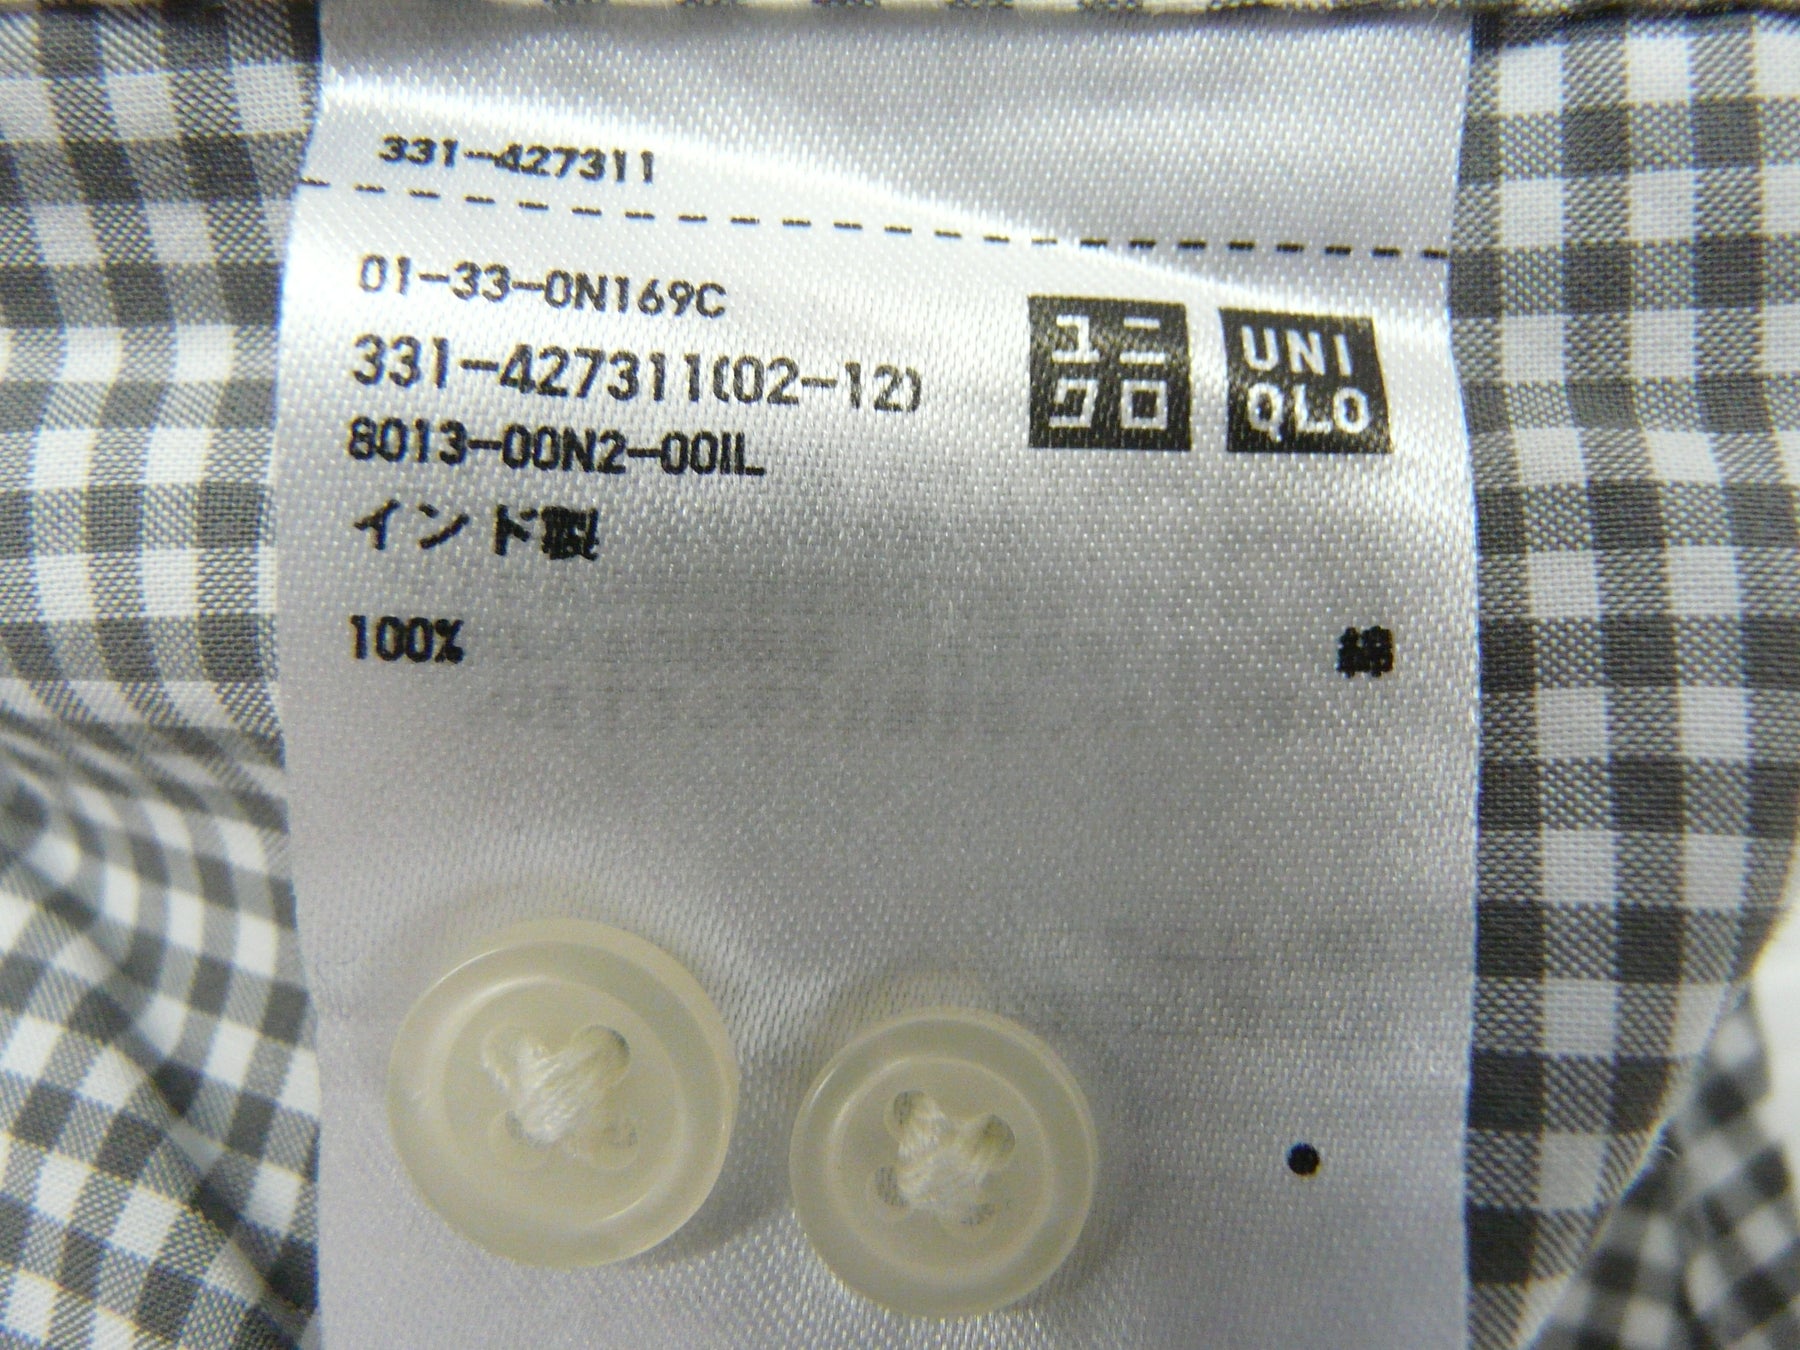 331-427311
01-33-0N169C
331-427311(02-12)
8013-00N2-00IL
インド製
100% 綿
ユニ
クロ
UNI
QLO